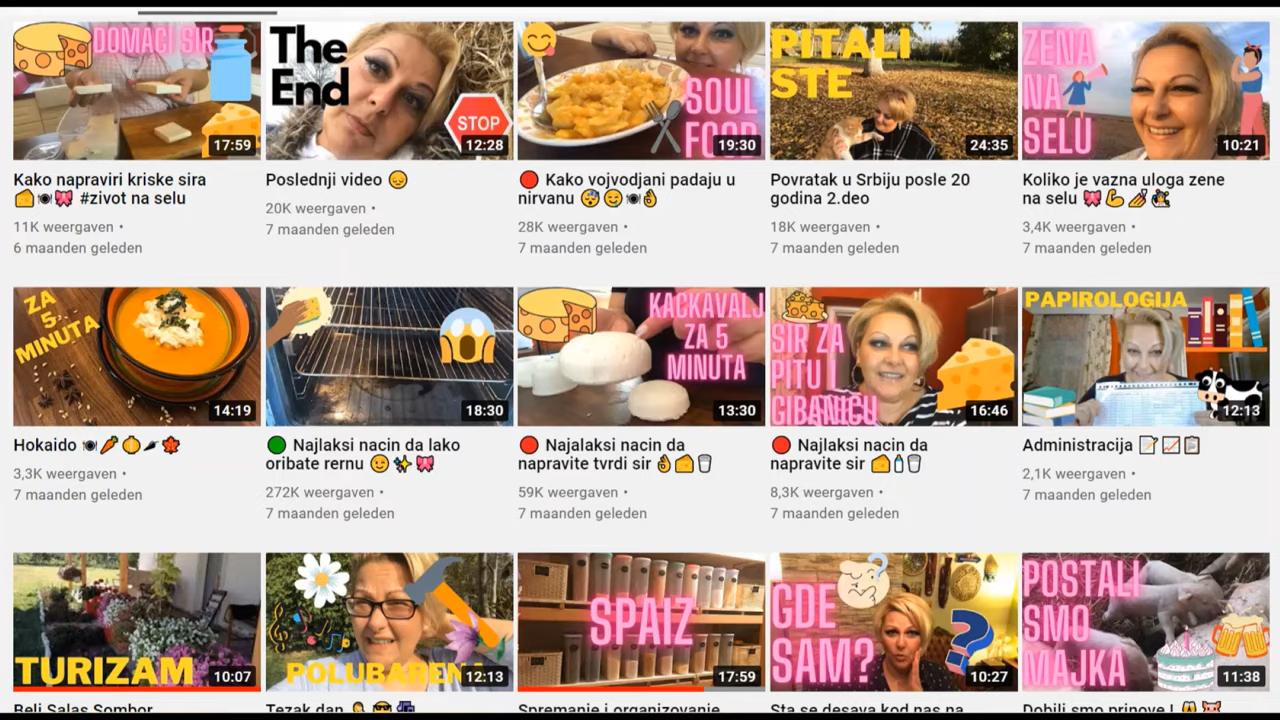 DOMACI SIR
17:59
The
End
STOP
12:28
SOUL
FOOD
19:30
PITALI
STE
24:35
ZENA
NA
SELU
10:21
Kako napraviri kriske sira
🧀🍽🎀 #zivot na selu
11K weergaven •
6 maanden geleden
Poslednji video 😔
20K weergaven •
7 maanden geleden
🔴 Kako vojvodjani padaju u
nirvanu 😴😊🍽👌
28K weergaven •
7 maanden geleden
Povratak u Srbiju posle 20
godina 2.deo
18K weergaven •
7 maanden geleden
Koliko je vazna uloga zene
na selu 🎀💪💅👰
3,4K weergaven •
7 maanden geleden
ZA
5
MINUTA
14:19
18:30
KACKAVALJ
ZA 5
MINUTA
13:30
SIR ZA
PITU I
GIBANICU
16:46
PAPIROLOGIJA
12:13
Hokaido 🍽🥕🧅🌶🍁
3,3K weergaven •
7 maanden geleden
🟢 Najlaksi nacin da lako
oribate rernu 😉✨🎀
272K weergaven •
7 maanden geleden
🔴 Najalaksi nacin da
napravite tvrdi sir 👌🧀🥛
59K weergaven •
7 maanden geleden
🔴 Najlaksi nacin da
napravite sir 🧀🍼🥛
8,3K weergaven •
7 maanden geleden
Administracija 📝📈📋
2,1K weergaven •
7 maanden geleden
TURIZAM
10:07
POLUBAREN
12:13
SPAIZ
17:59
GDE
SAM?
10:27
POSTALI
SMO
MAJKA
11:38
Beli Salas Sombor
Tezak dan
Spremanje i organizovanje
Sta se desava kod nas na
Dobili smo prinove !